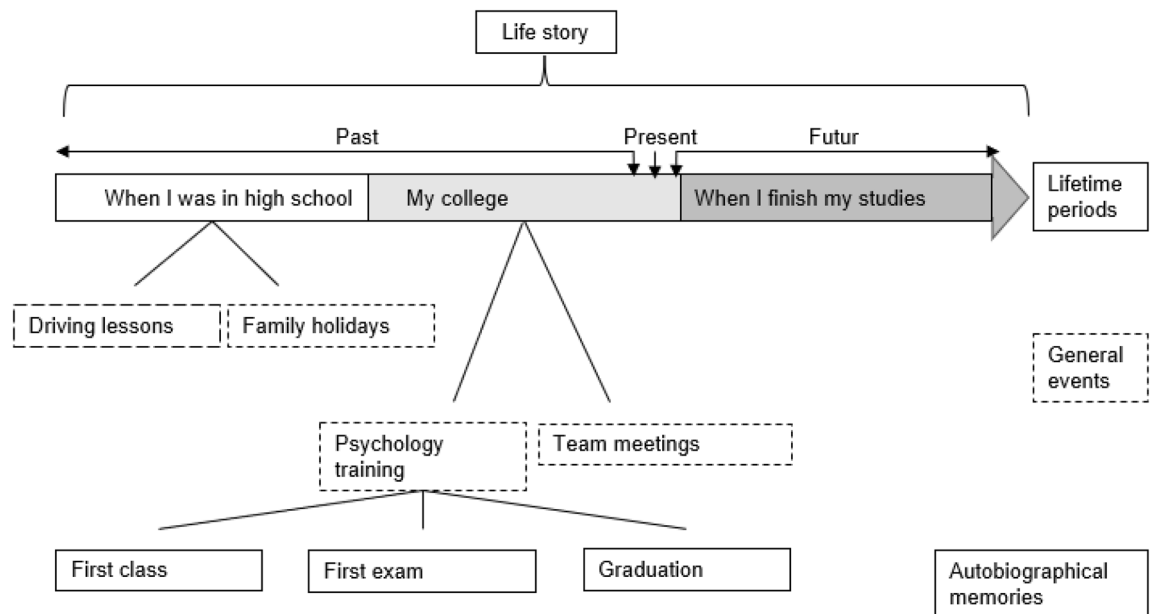 Life story
Past
Present
Futur
When I was in high school
My college
When I finish my studies
Lifetime
periods
Driving lessons
Family holidays
General
events
Psychology
training
Team meetings
First class
First exam
Graduation
Autobiographical
memories